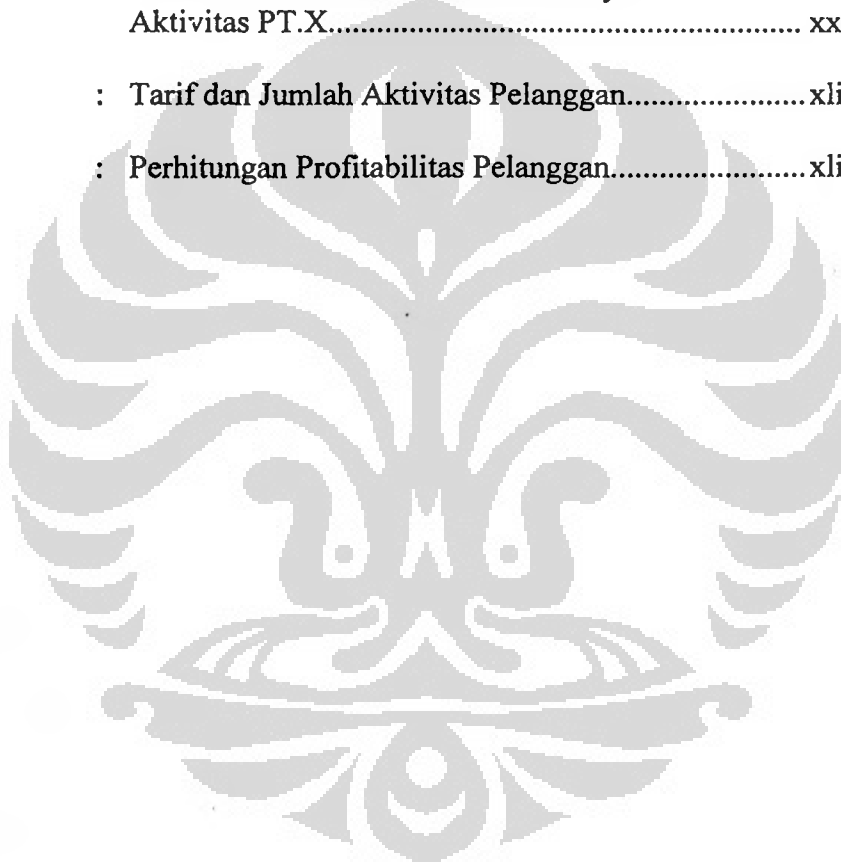 Aktivitas PT.X.......................................................... xx
: Tarif dan Jumlah Aktivitas Pelanggan...................... xli
: Perhitungan Profitabilitas Pelanggan........................ xli